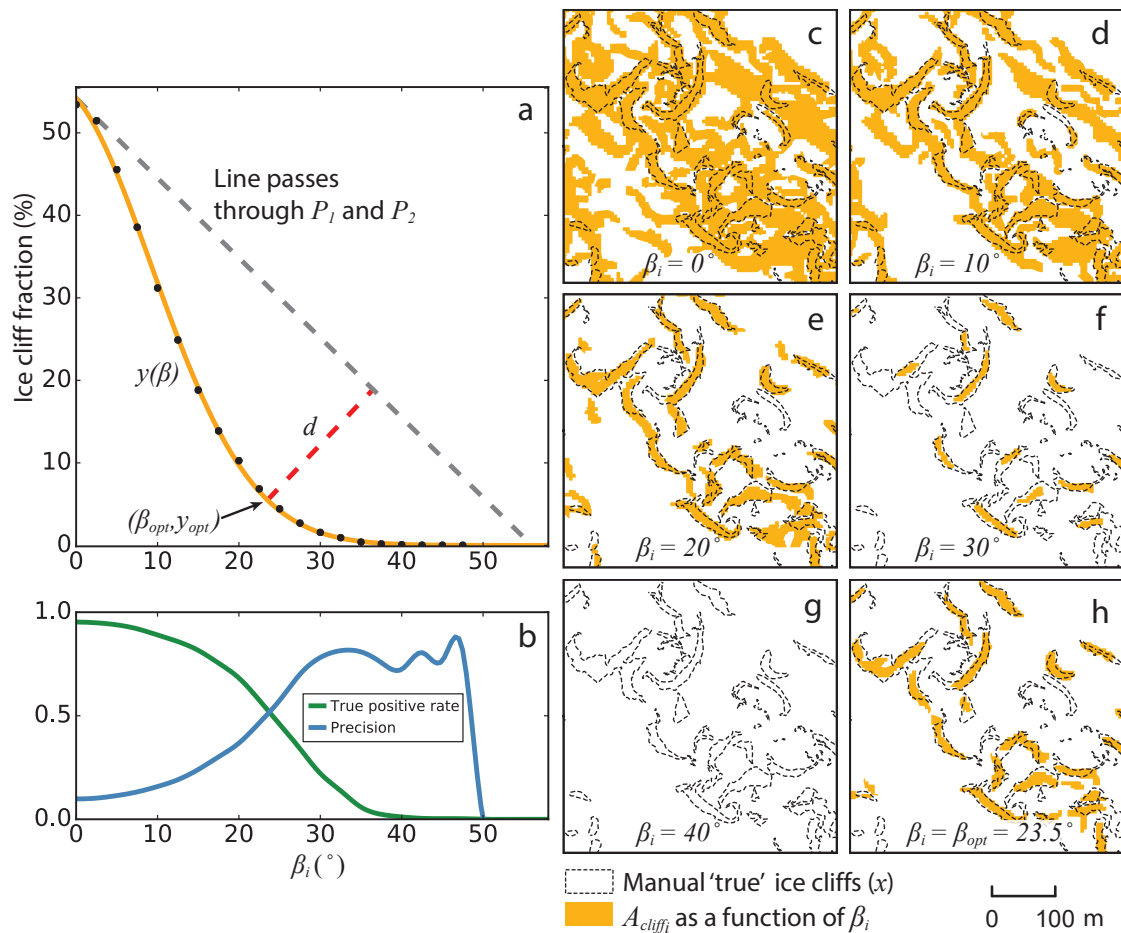 a
Ice cliff fraction (%)
50
40
30
20
10
0
Line passes
through P1 and P2
y(β)
d
(βopt,yopt)
0 10 20 30 40 50
b
1.0
0.5
0.0
True positive rate
Precision
0 10 20 30 40 50
βi (°)
c
βi = 0°
d
βi = 10°
e
βi = 20°
f
βi = 30°
g
βi = 40°
h
βi = βopt = 23.5°
Manual 'true' ice cliffs (x)
Acliffi as a function of βi
0 100 m